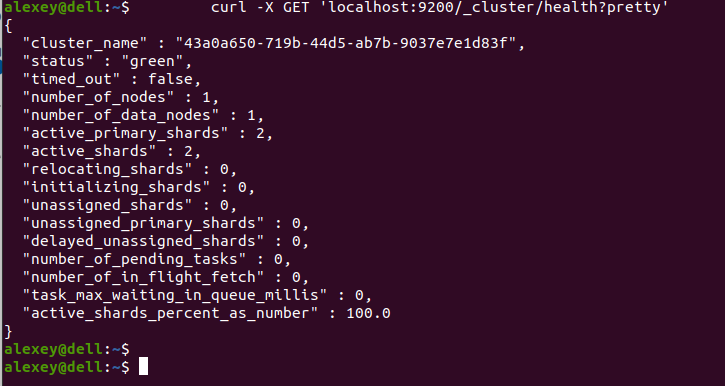 alexey@dell:~$         curl -X GET 'localhost:9200/_cluster/health?pretty'
{
  "cluster_name" : "43a0a650-719b-44d5-ab7b-9037e7e1d83f",
  "status" : "green",
  "timed_out" : false,
  "number_of_nodes" : 1,
  "number_of_data_nodes" : 1,
  "active_primary_shards" : 2,
  "active_shards" : 2,
  "relocating_shards" : 0,
  "initializing_shards" : 0,
  "unassigned_shards" : 0,
  "unassigned_primary_shards" : 0,
  "delayed_unassigned_shards" : 0,
  "number_of_pending_tasks" : 0,
  "number_of_in_flight_fetch" : 0,
  "task_max_waiting_in_queue_millis" : 0,
  "active_shards_percent_as_number" : 100.0
}
alexey@dell:~$
alexey@dell:~$